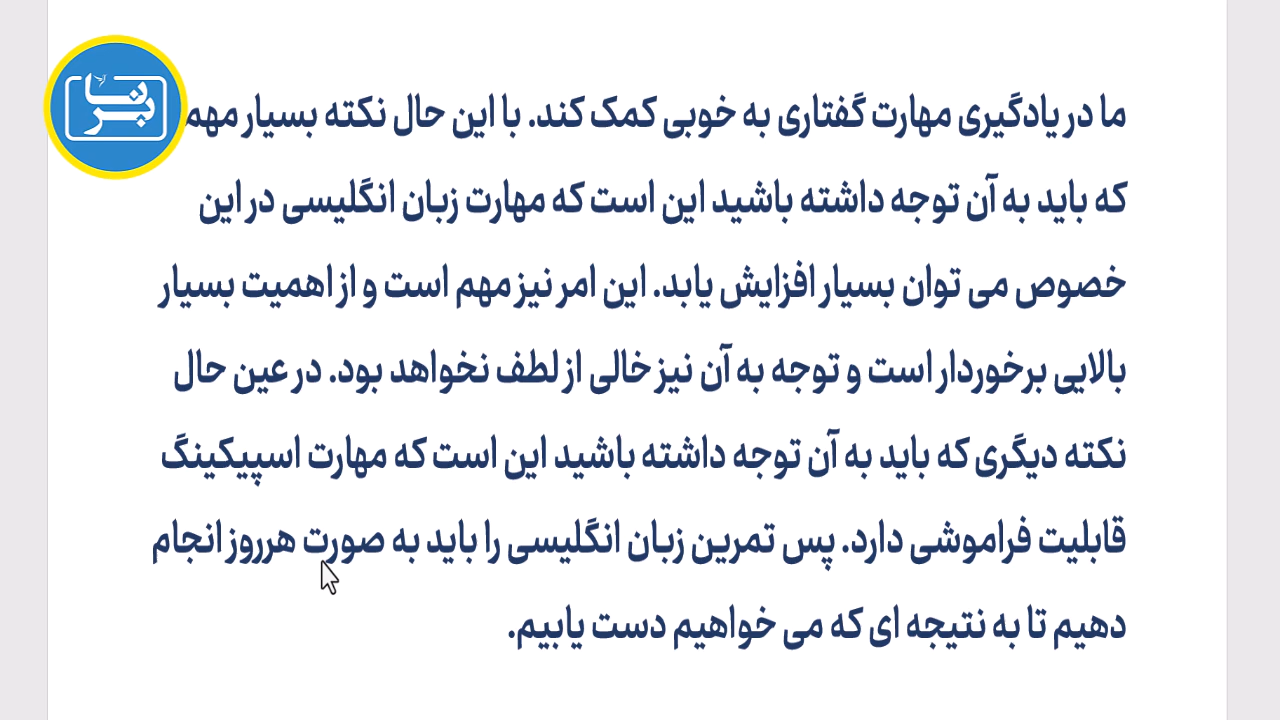 ما در یادگیری مهارت گفتاری به خوبی کمک کند. با این حال نکته بسیار مهم
که باید به آن توجه داشته باشید این است که مهارت زبان انگلیسی در این
خصوص می توان بسیار افزایش یابد. این امر نیز مهم است و از اهمیت بسیار
بالایی برخوردار است و توجه به آن نیز خالی از لطف نخواهد بود. در عین حال
نکته دیگری که باید به آن توجه داشته باشید این است که مهارت اسپیکینگ
قابلیت فراموشی دارد. پس تمرین زبان انگلیسی را باید به صورت هرروز انجام
دهیم تا به نتیجه ای که می خواهیم دست یابیم.